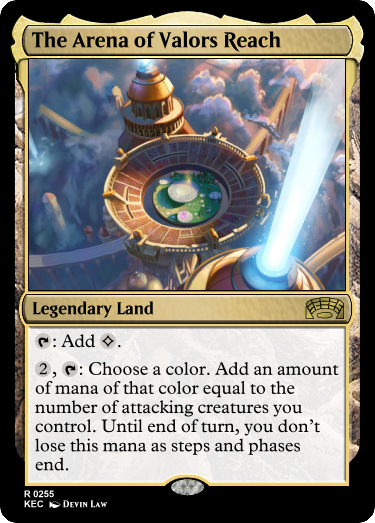 The Arena of Valors Reach
Legendary Land
: Add .
2, : Choose a color. Add an amount
of mana of that color equal to the
number of attacking creatures you
control. Until end of turn, you don't
lose this mana as steps and phases
end.
R 0255
KEC Devin Law